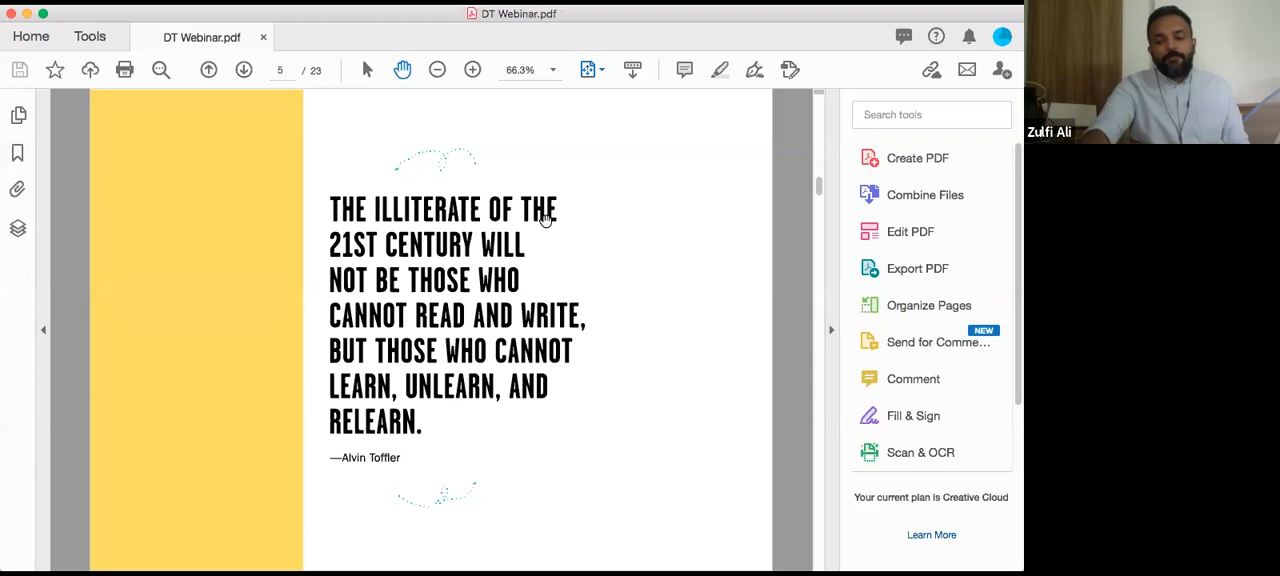 DT Webinar.pdf
Home
Tools
DT Webinar.pdf
5 / 23
66.3%
Search tools
Zulfi Ali
THE ILLITERATE OF THE
21ST CENTURY WILL
NOT BE THOSE WHO
CANNOT READ AND WRITE,
BUT THOSE WHO CANNOT
LEARN, UNLEARN, AND
RELEARN.
—Alvin Toffler
Create PDF
Combine Files
Edit PDF
Export PDF
Organize Pages
NEW
Send for Comme...
Comment
Fill & Sign
Scan & OCR
Your current plan is Creative Cloud
Learn More